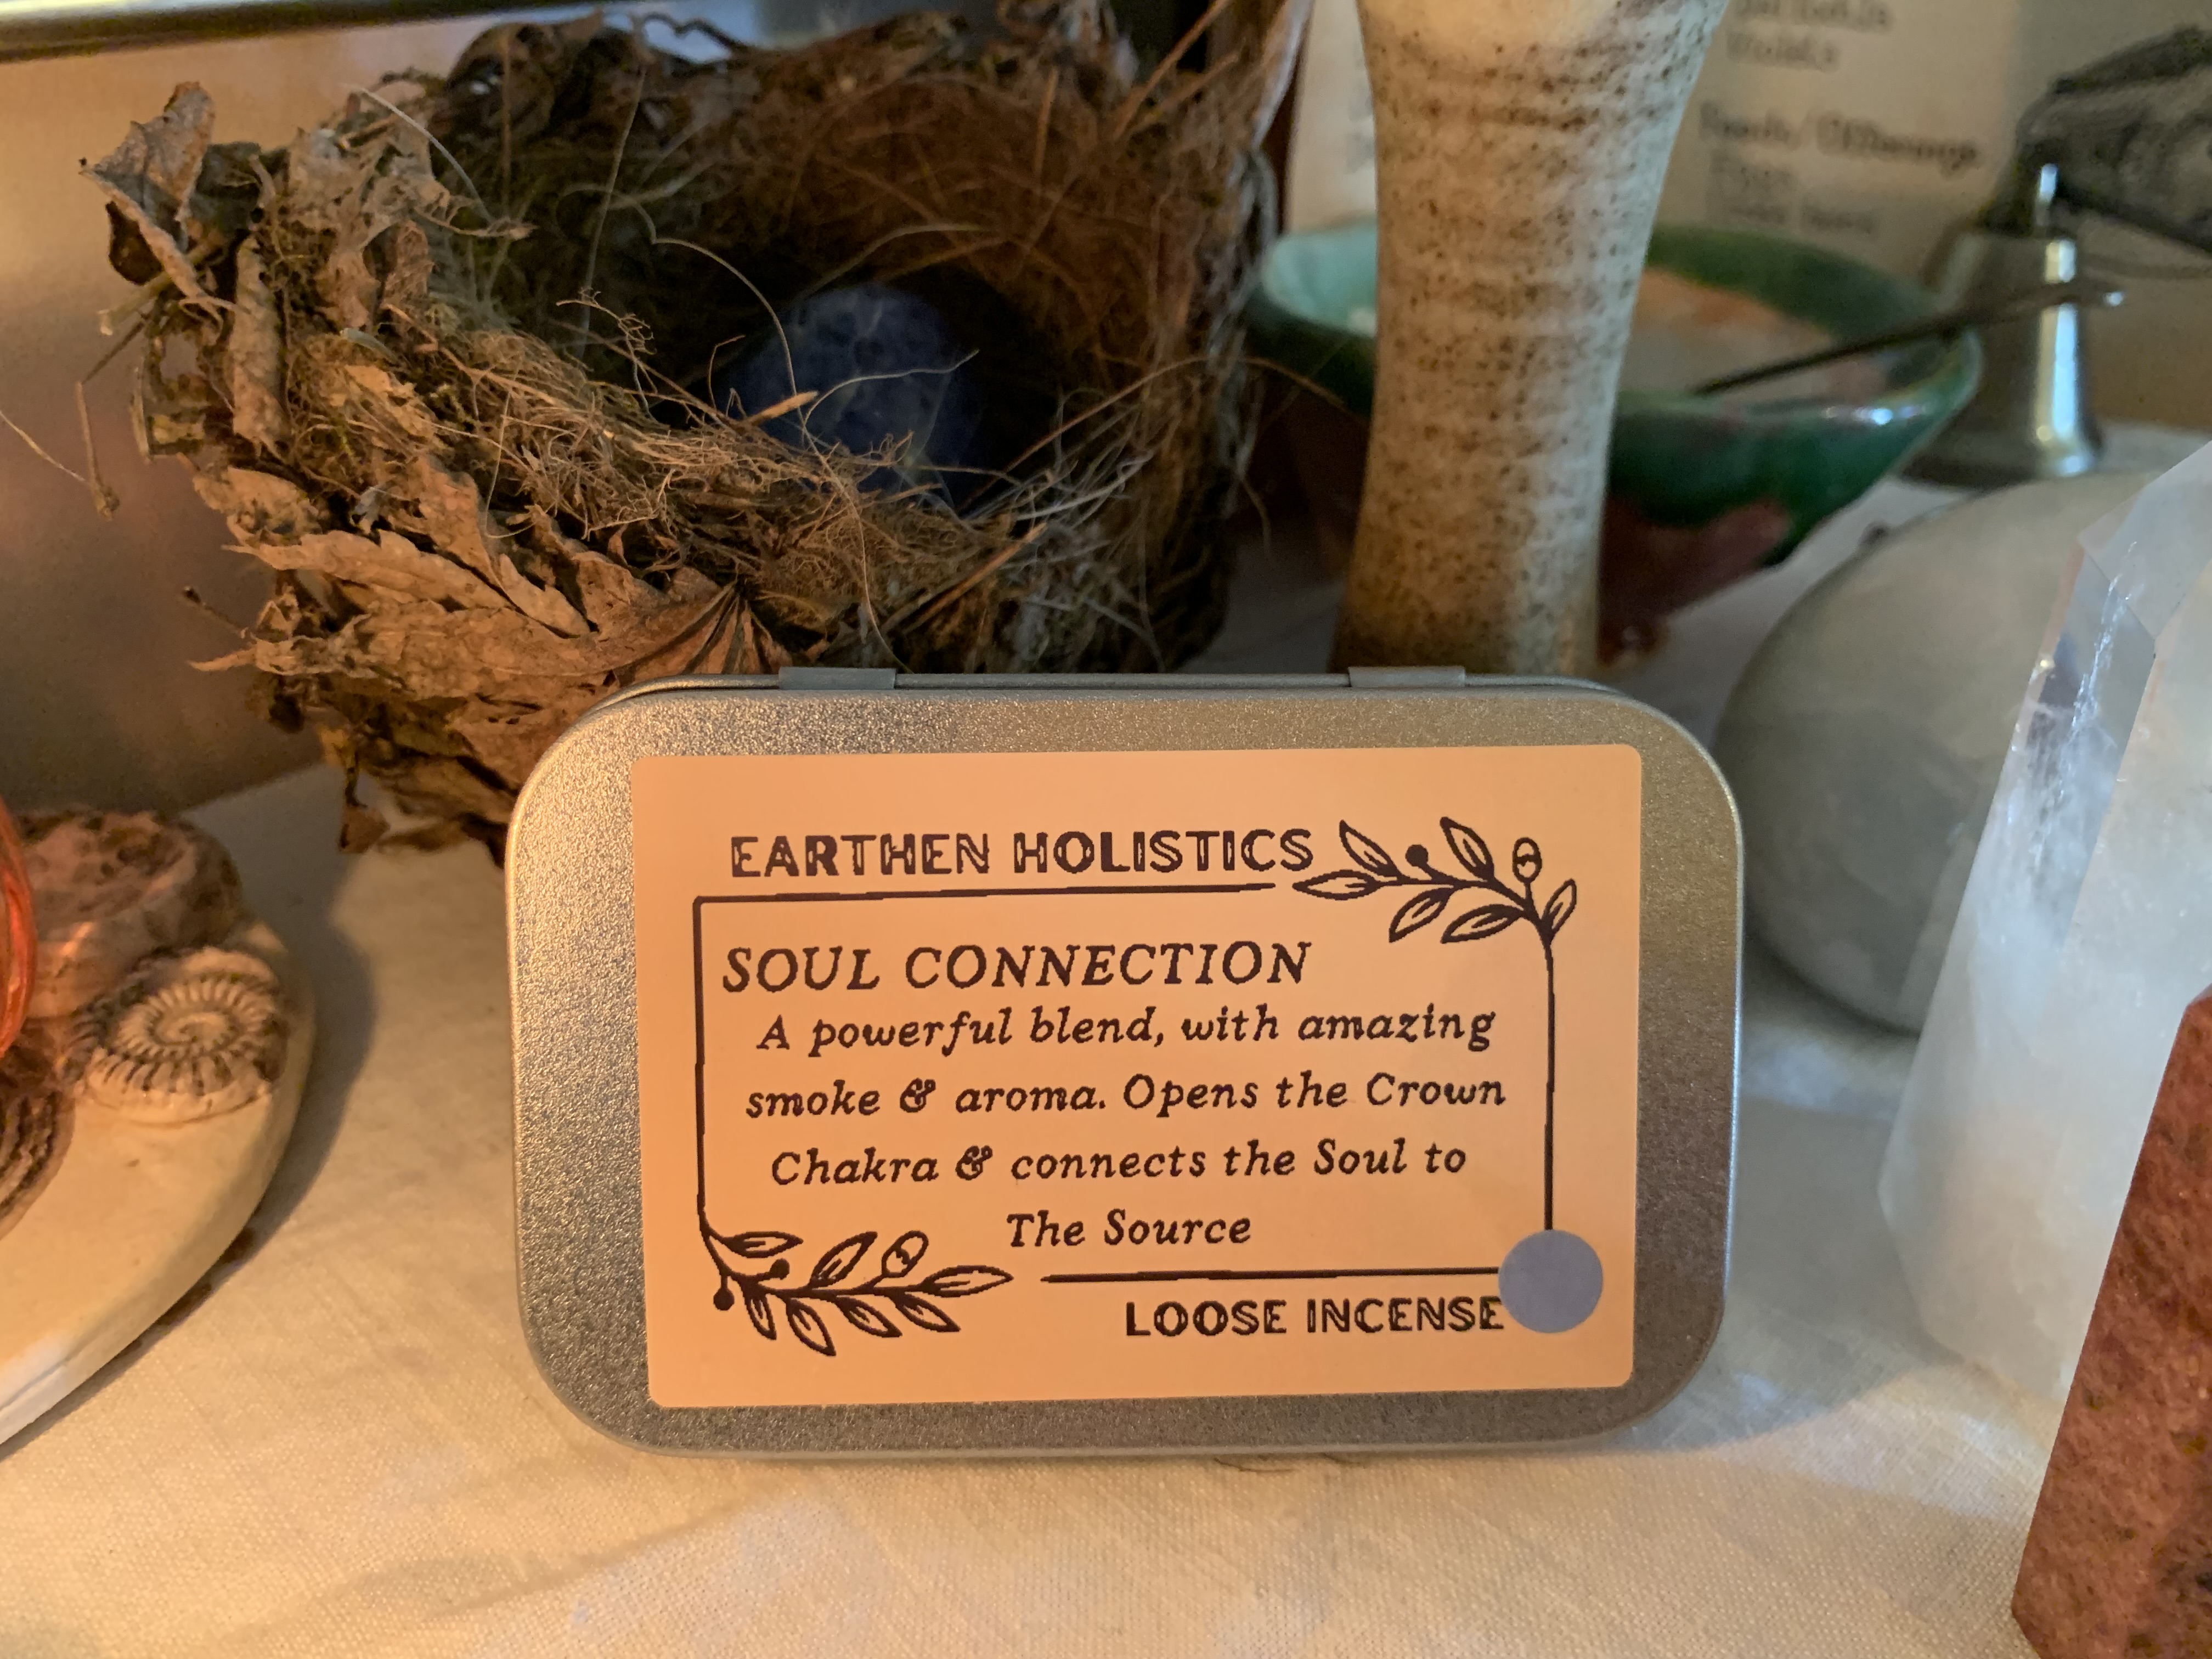 EARTHEN HOLISTICS
SOUL CONNECTION
A powerful blend, with amazing
smoke & aroma. Opens the Crown
Chakra & connects the Soul to
The Source
LOOSE INCENSE